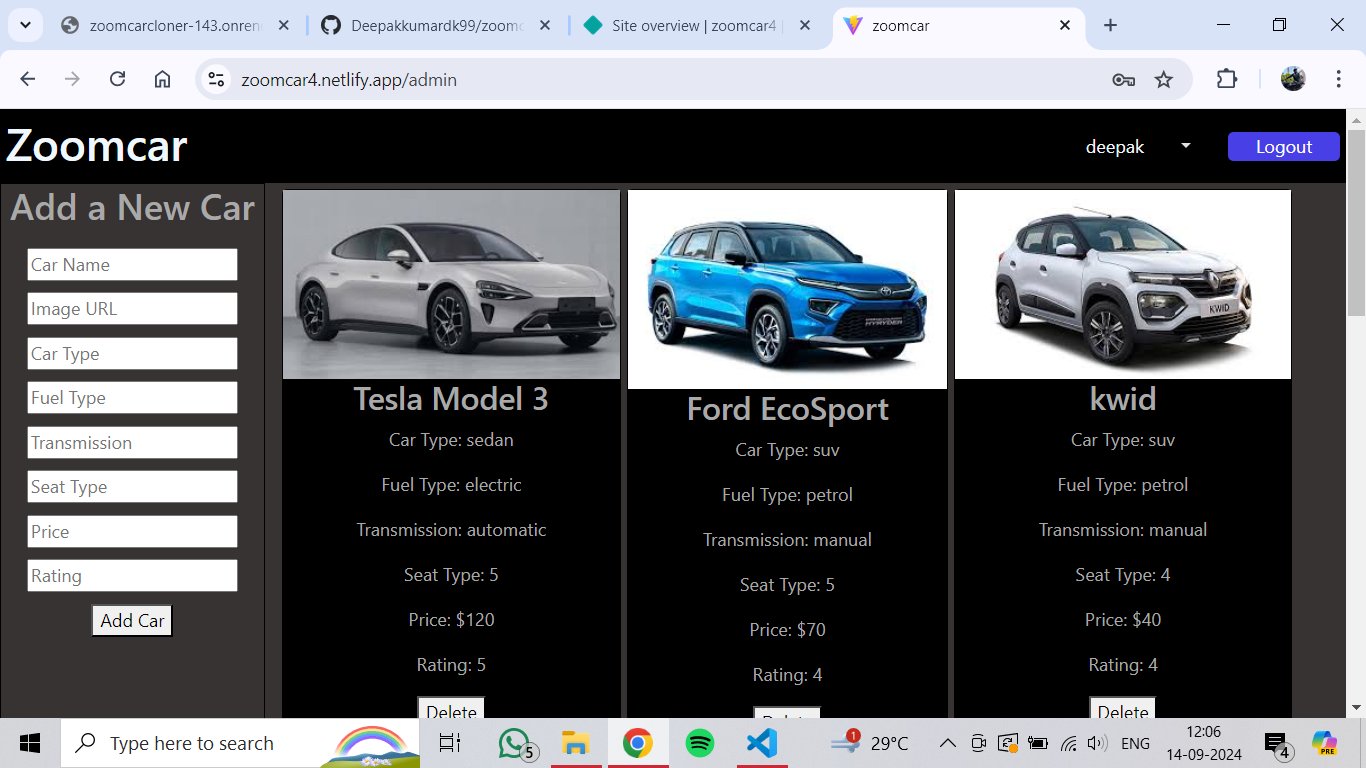 zoomcarcloner-143.onren
Deepakkumardk99/zoomc
Site overview | zoomcar4 |
zoomcar
zoomcar4.netlify.app/admin
Zoomcar
deepak
Logout
Add a New Car
Car Name
Image URL
Car Type
Fuel Type
Transmission
Seat Type
Price
Rating
Add Car
Tesla Model 3
Car Type: sedan
Fuel Type: electric
Transmission: automatic
Seat Type: 5
Price: $120
Rating: 5
Delete
HYRYDER
Ford EcoSport
Car Type: suv
Fuel Type: petrol
Transmission: manual
Seat Type: 5
Price: $70
Rating: 4
Delete
KWID
kwid
Car Type: suv
Fuel Type: petrol
Transmission: manual
Seat Type: 4
Price: $40
Rating: 4
Delete
Type here to search
5
1
29°C
ENG
12:06
14-09-2024
4
PRE